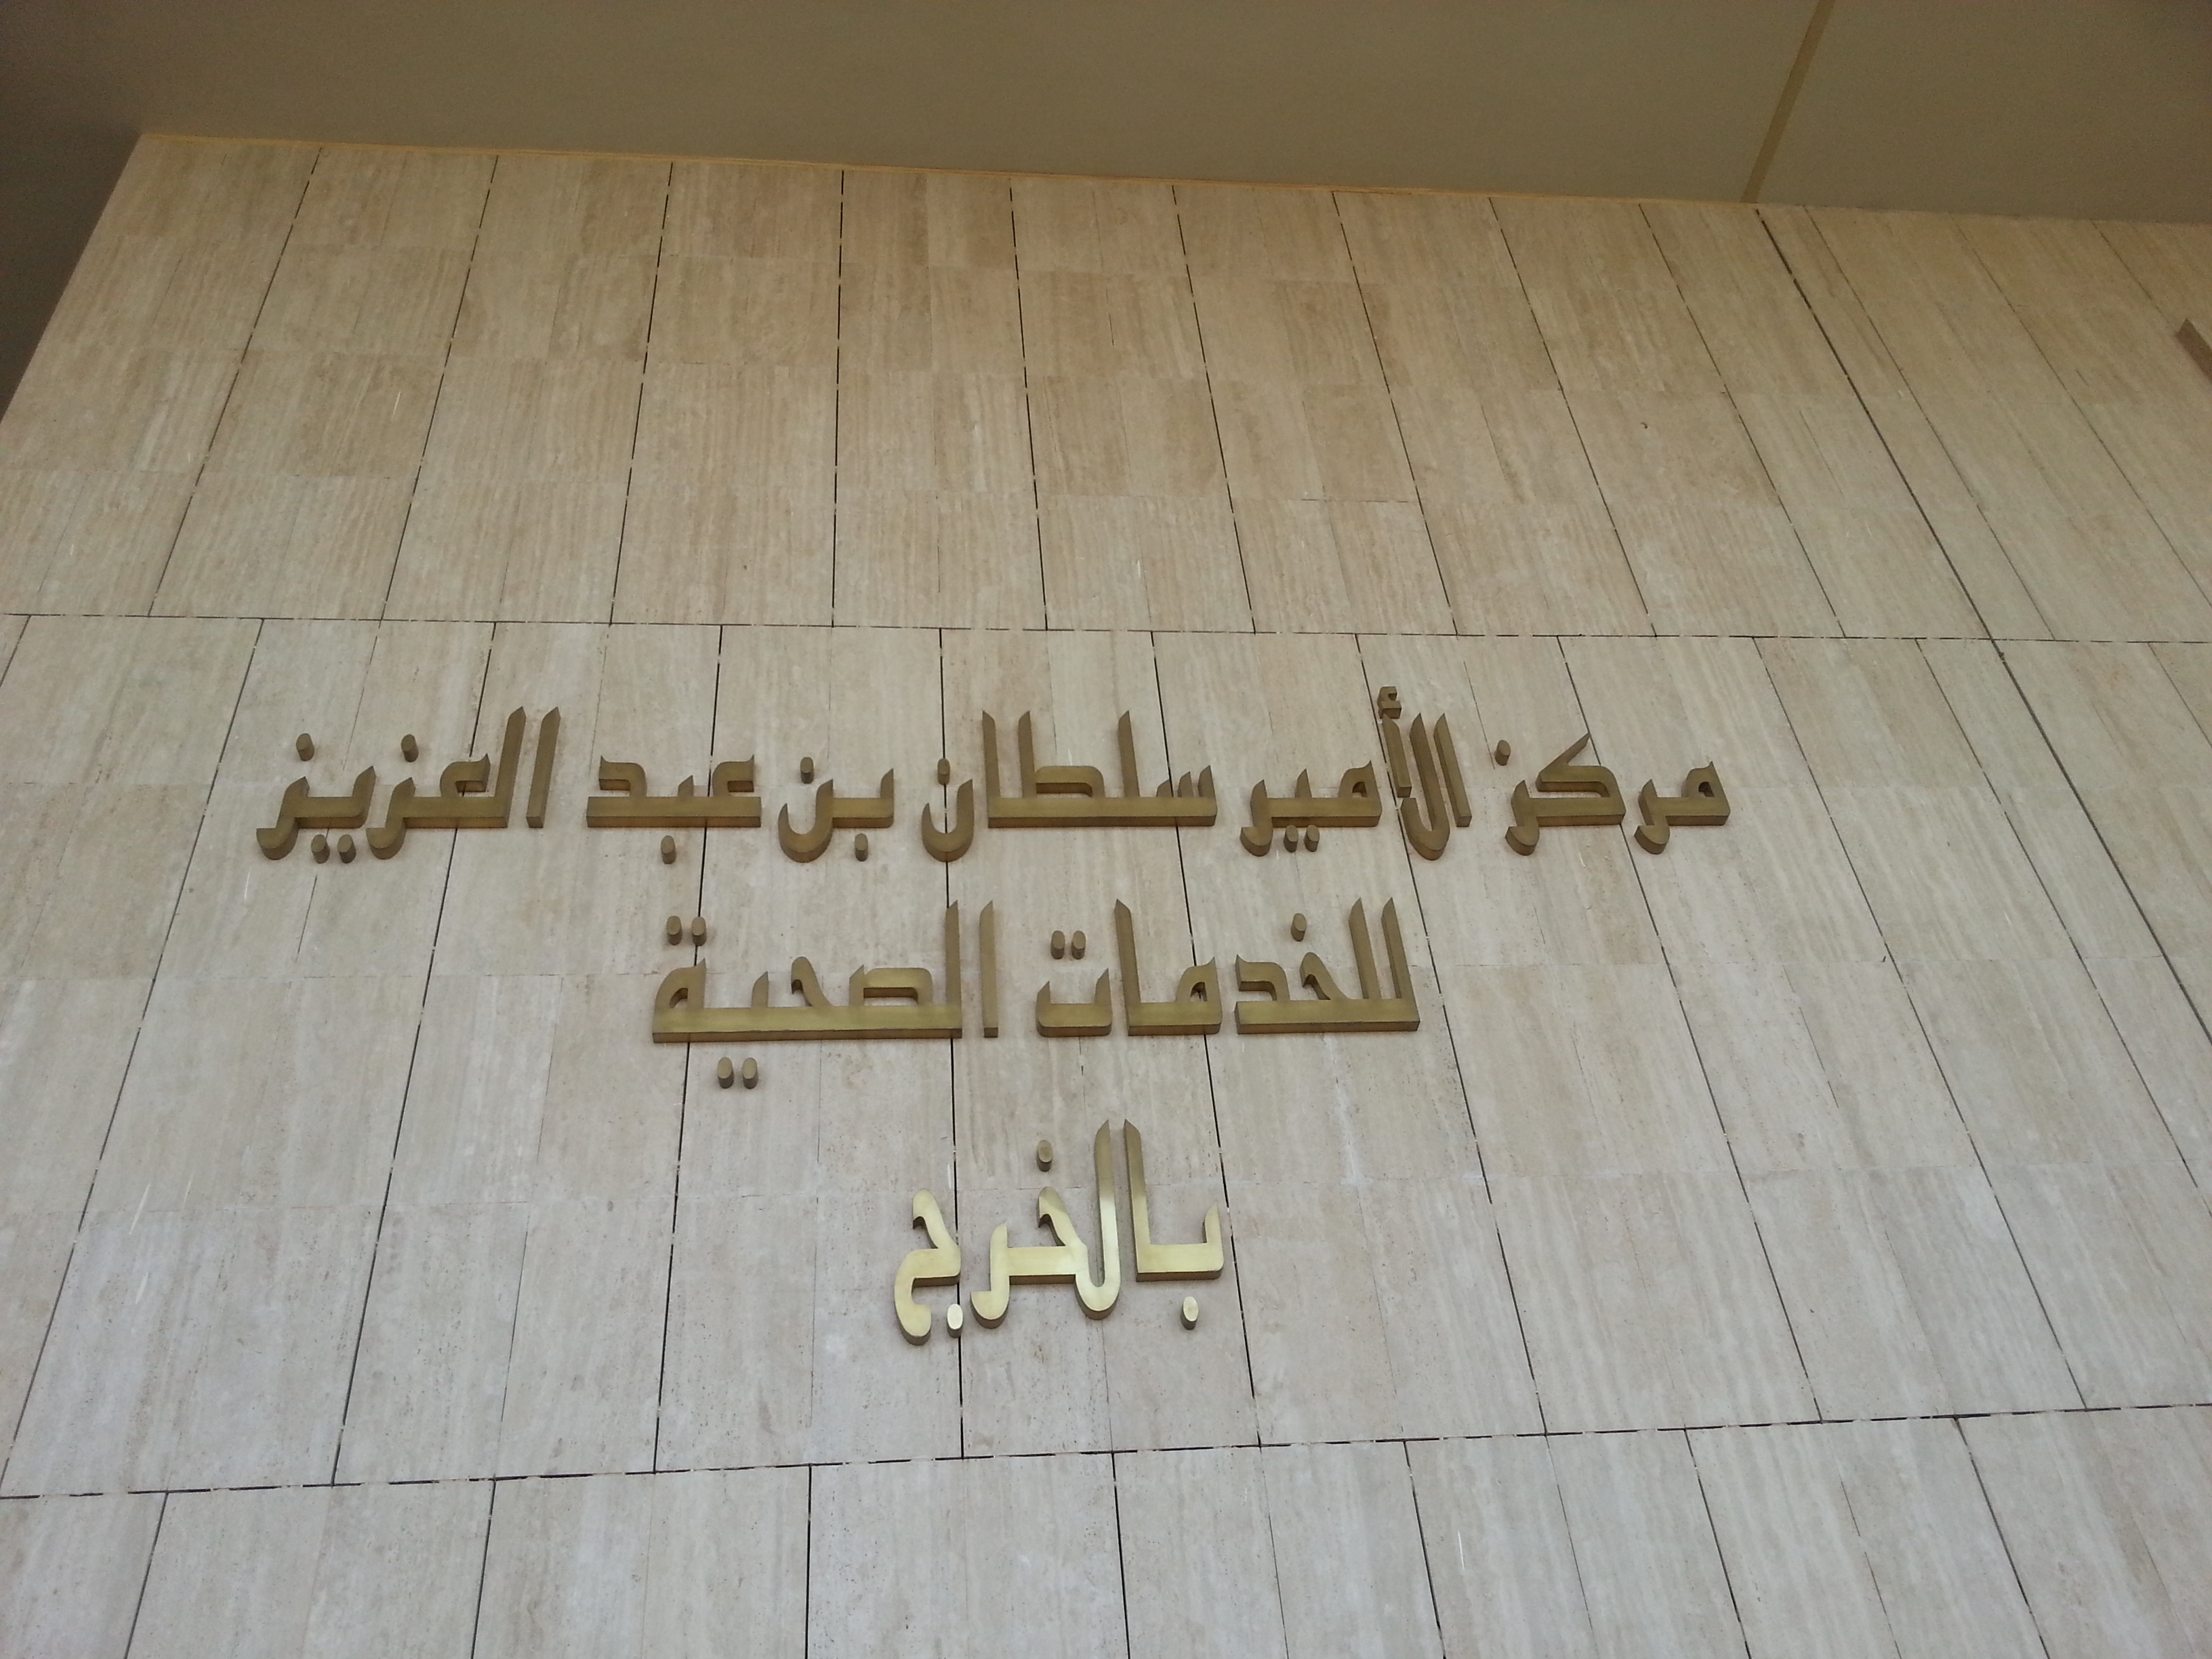 مركز الأمير سلطان بن عبد العزيز
للخدمات الصحية
بالخرج